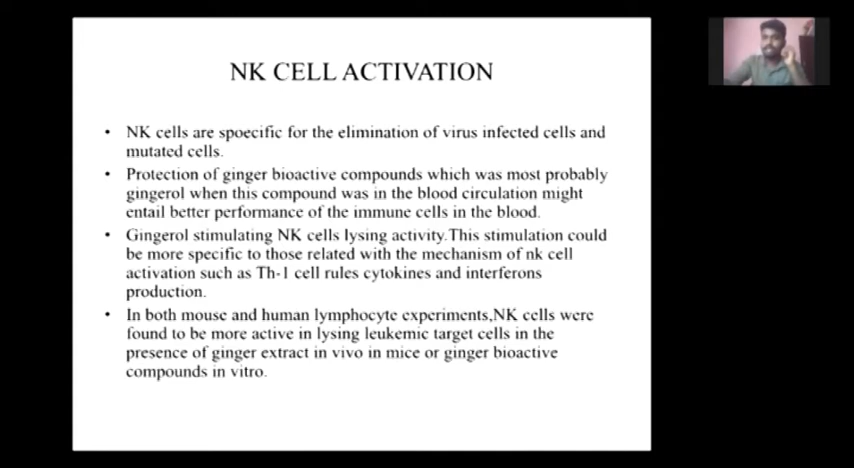 NK CELL ACTIVATION
• NK cells are spoecific for the elimination of virus infected cells and
mutated cells.
• Protection of ginger bioactive compounds which was most probably
gingerol when this compound was in the blood circulation might
entail better performance of the immune cells in the blood.
• Gingerol stimulating NK cells lysing activity.This stimulation could
be more specific to those related with the mechanism of nk cell
activation such as Th-1 cell rules cytokines and interferons
production.
• In both mouse and human lymphocyte experiments,NK cells were
found to be more active in lysing leukemic target cells in the
presence of ginger extract in vivo in mice or ginger bioactive
compounds in vitro.